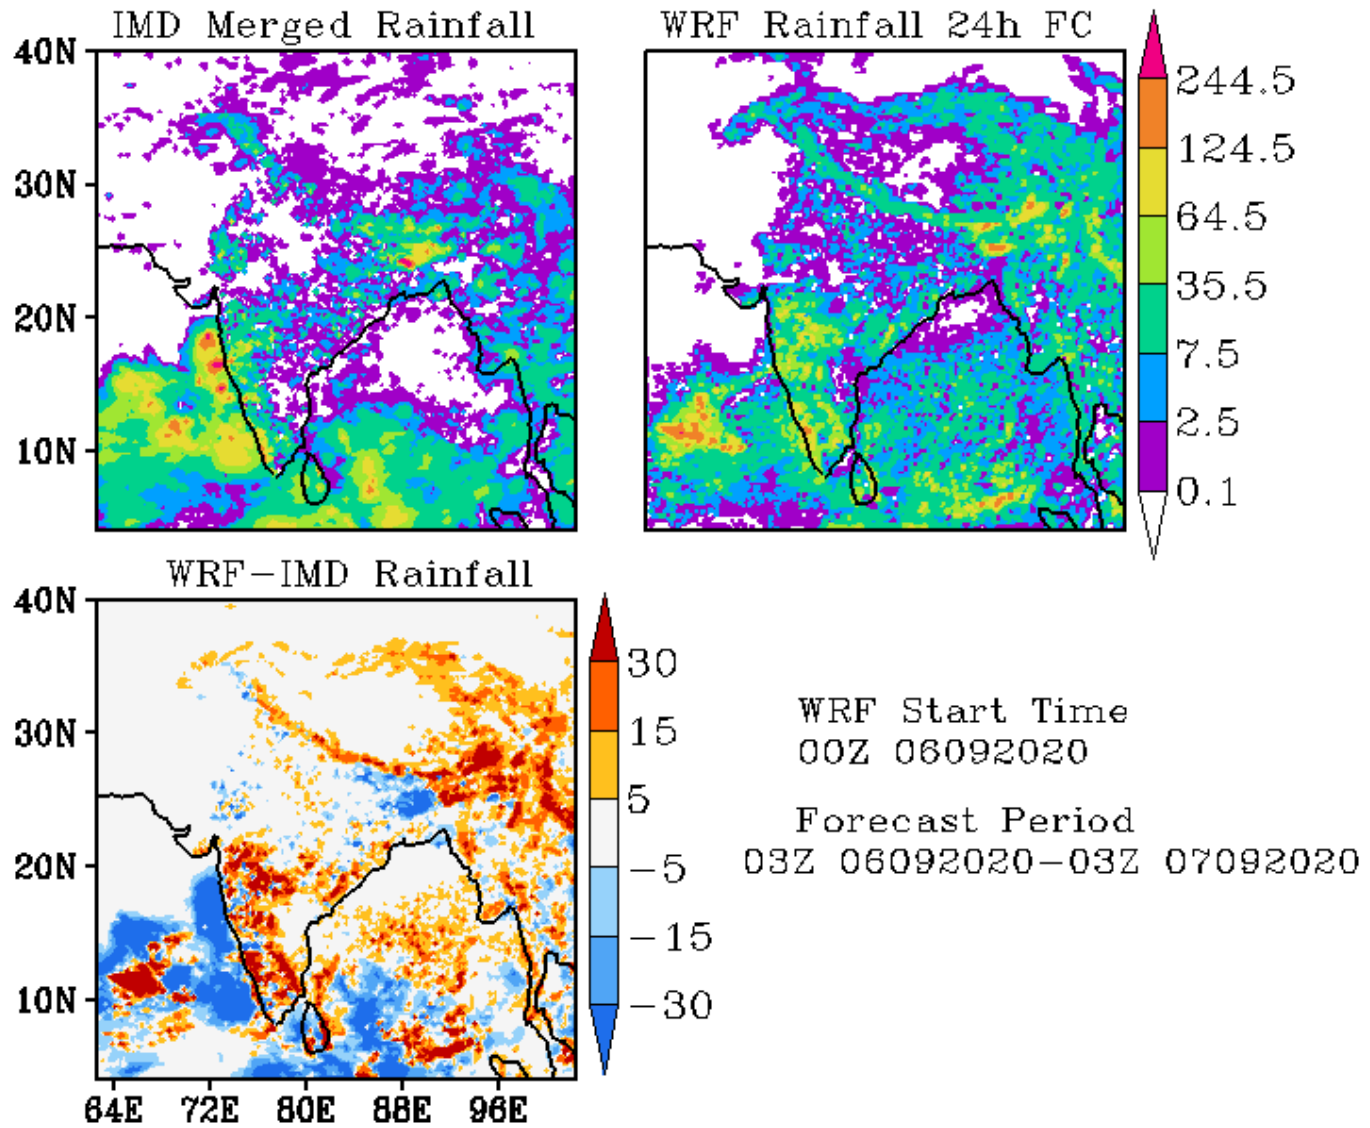 IMD Merged Rainfall
WRF Rainfall 24h FC
40N
30N
20N
10N
244.5
124.5
64.5
35.5
7.5
2.5
0.1
WRF-IMD Rainfall
40N
30N
20N
10N
64E 72E 80E 88E 96E
30
15
5
-5
-15
-30
WRF Start Time
00Z 06092020
Forecast Period
03Z 06092020-03Z 07092020